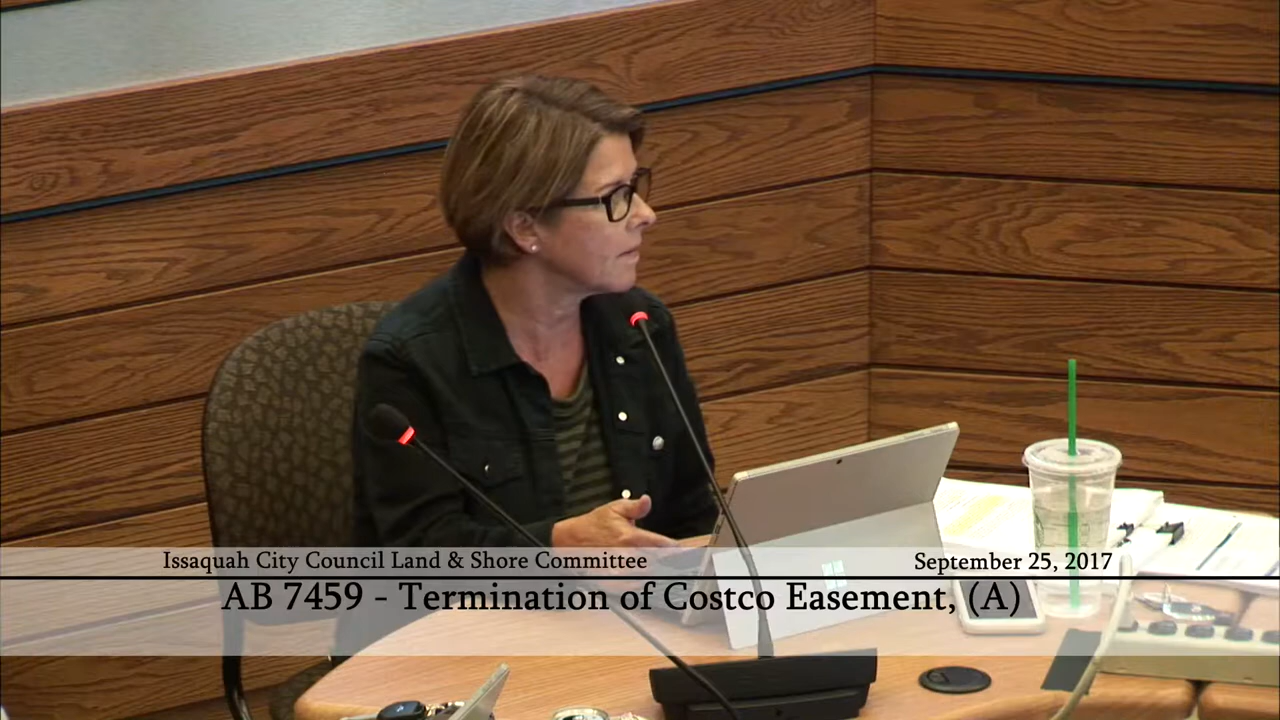 Issaquah City Council Land & Shore Committee
September 25, 2017
AB 7459 - Termination of Costco Easement, (A)